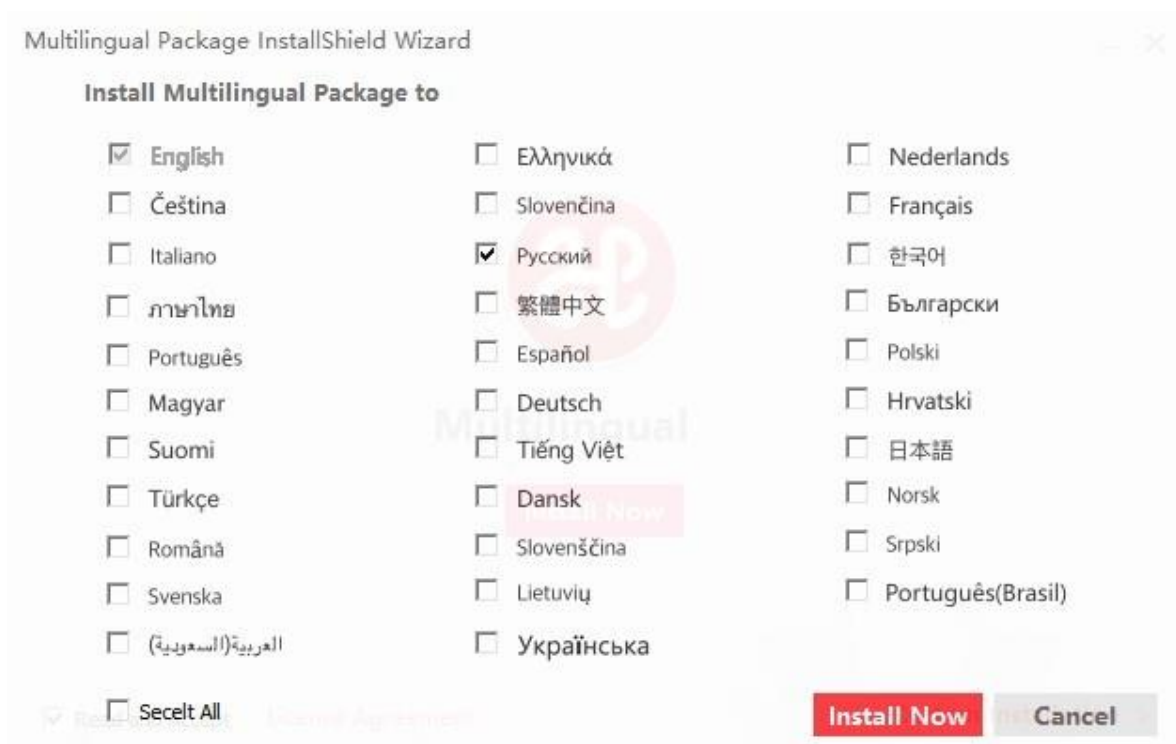 Multilingual Package InstallShield Wizard
Install Multilingual Package to
English Ελληνικά Nederlands
Čeština Slovenčina Français
Italiano Русский 한국어
ภาษาไทย 繁體中文 Български
Português Español Polski
Magyar Deutsch Hrvatski
Suomi Tiếng Việt 日本語
Türkçe Dansk Norsk
Română Slovenščina Srpski
Svenska Lietuvių Português(Brasil)
العربية(السعودية) Українська
Multilingual
Install Now
Secelt All Install Now Cancel